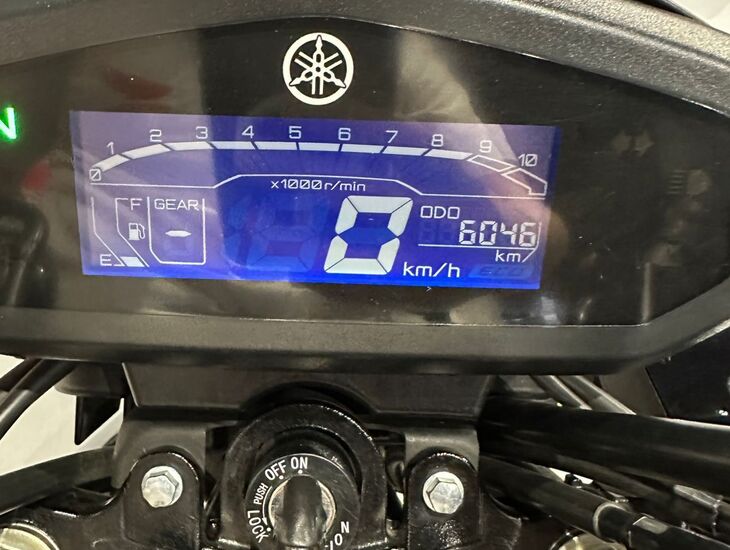 N
0 1 2 3 4 5 6 7 8 9 10
x1000r/min
F GEAR
-
E
0 km/h
ODO
6046
km/
ECO
OFF ON
PUSH
LOCK